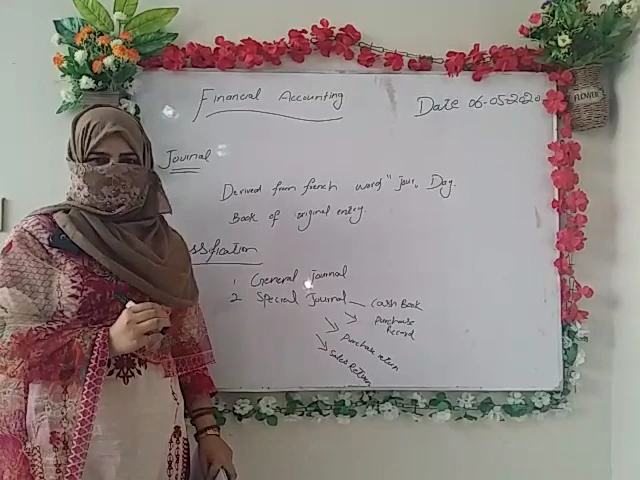 Financial Accounting
Date 06-05-2020
Journal
Derived from french word "Jour" Day.
Book of original entry.
ssification
1 General Journal
2 Special Journal — Cash Book
Purchase Record
Purchase return
Sales Return
FLOWER